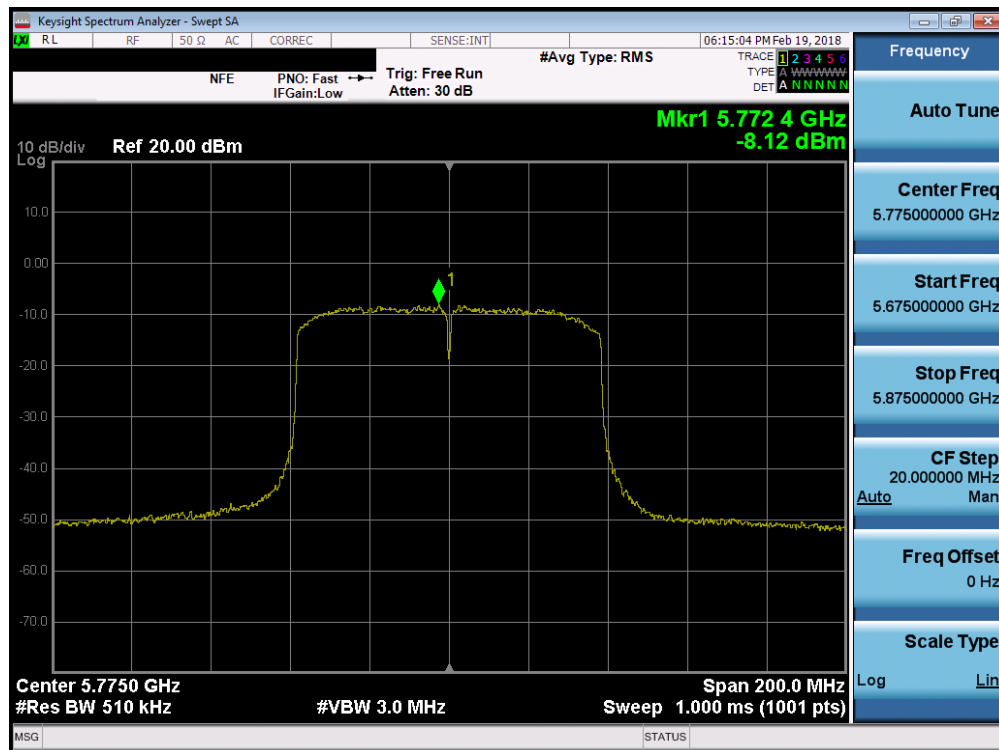 Keysight Spectrum Analyzer - Swept SA
LXI RL RF 50 Ω AC CORREC SENSE:INT 06:15:04 PM Feb 19, 2018
NFE PNO: Fast Trig: Free Run #Avg Type: RMS TRACE 1 2 3 4 5 6
IFGain:Low Atten: 30 dB TYPE A WWWWW
DET A N N N N N
Mkr1 5.772 4 GHz
-8.12 dBm
10 dB/div Ref 20.00 dBm
Log
1
10.0
0.00
-10.0
-20.0
-30.0
-40.0
-50.0
-60.0
-70.0
Center 5.7750 GHz Span 200.0 MHz
#Res BW 510 kHz #VBW 3.0 MHz Sweep 1.000 ms (1001 pts)
MSG STATUS
Frequency
Auto Tune
Center Freq
5.775000000 GHz
Start Freq
5.675000000 GHz
Stop Freq
5.875000000 GHz
CF Step
20.000000 MHz
Auto Man
Freq Offset
0 Hz
Scale Type
Log Lin